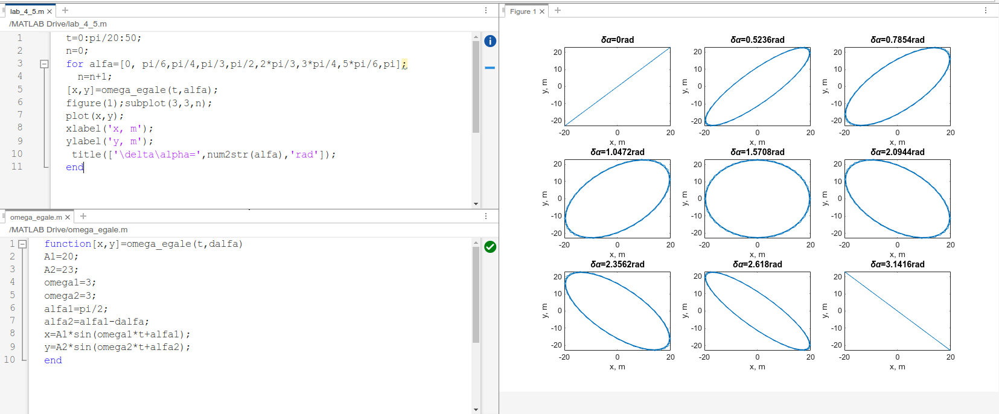 lab_4_5.m × +
/MATLAB Drive/lab_4_5.m
1 t=0:pi/20:50;
2 n=0;
3 for alfa=[0, pi/6,pi/4,pi/3,pi/2,2*pi/3,3*pi/4,5*pi/6,pi];
4 n=n+1;
5 [x,y]=omega_egale(t,alfa);
6 figure(1);subplot(3,3,n);
7 plot(x,y);
8 xlabel('x, m');
9 ylabel('y, m');
10 title(['\delta\alpha=',num2str(alfa),'rad']);
11 end
omega_egale.m × +
/MATLAB Drive/omega_egale.m
1 function[x,y]=omega_egale(t,dalfa)
2 A1=20;
3 A2=23;
4 omega1=3;
5 omega2=3;
6 alfa1=pi/2;
7 alfa2=alfa1-dalfa;
8 x=A1*sin(omega1*t+alfa1);
9 y=A2*sin(omega2*t+alfa2);
10 end
Figure 1 × +
δα=0rad
20
10
0
-10
-20
y, m
-20 0 20
x, m
δα=0.5236rad
20
10
0
-10
-20
y, m
-20 0 20
x, m
δα=0.7854rad
20
10
0
-10
-20
y, m
-20 0 20
x, m
δα=1.0472rad
20
10
0
-10
-20
y, m
-20 0 20
x, m
δα=1.5708rad
20
10
0
-10
-20
y, m
-20 0 20
x, m
δα=2.0944rad
20
10
0
-10
-20
y, m
-20 0 20
x, m
δα=2.3562rad
20
10
0
-10
-20
y, m
-20 0 20
x, m
δα=2.618rad
20
10
0
-10
-20
y, m
-20 0 20
x, m
δα=3.1416rad
20
10
0
-10
-20
y, m
-20 0 20
x, m